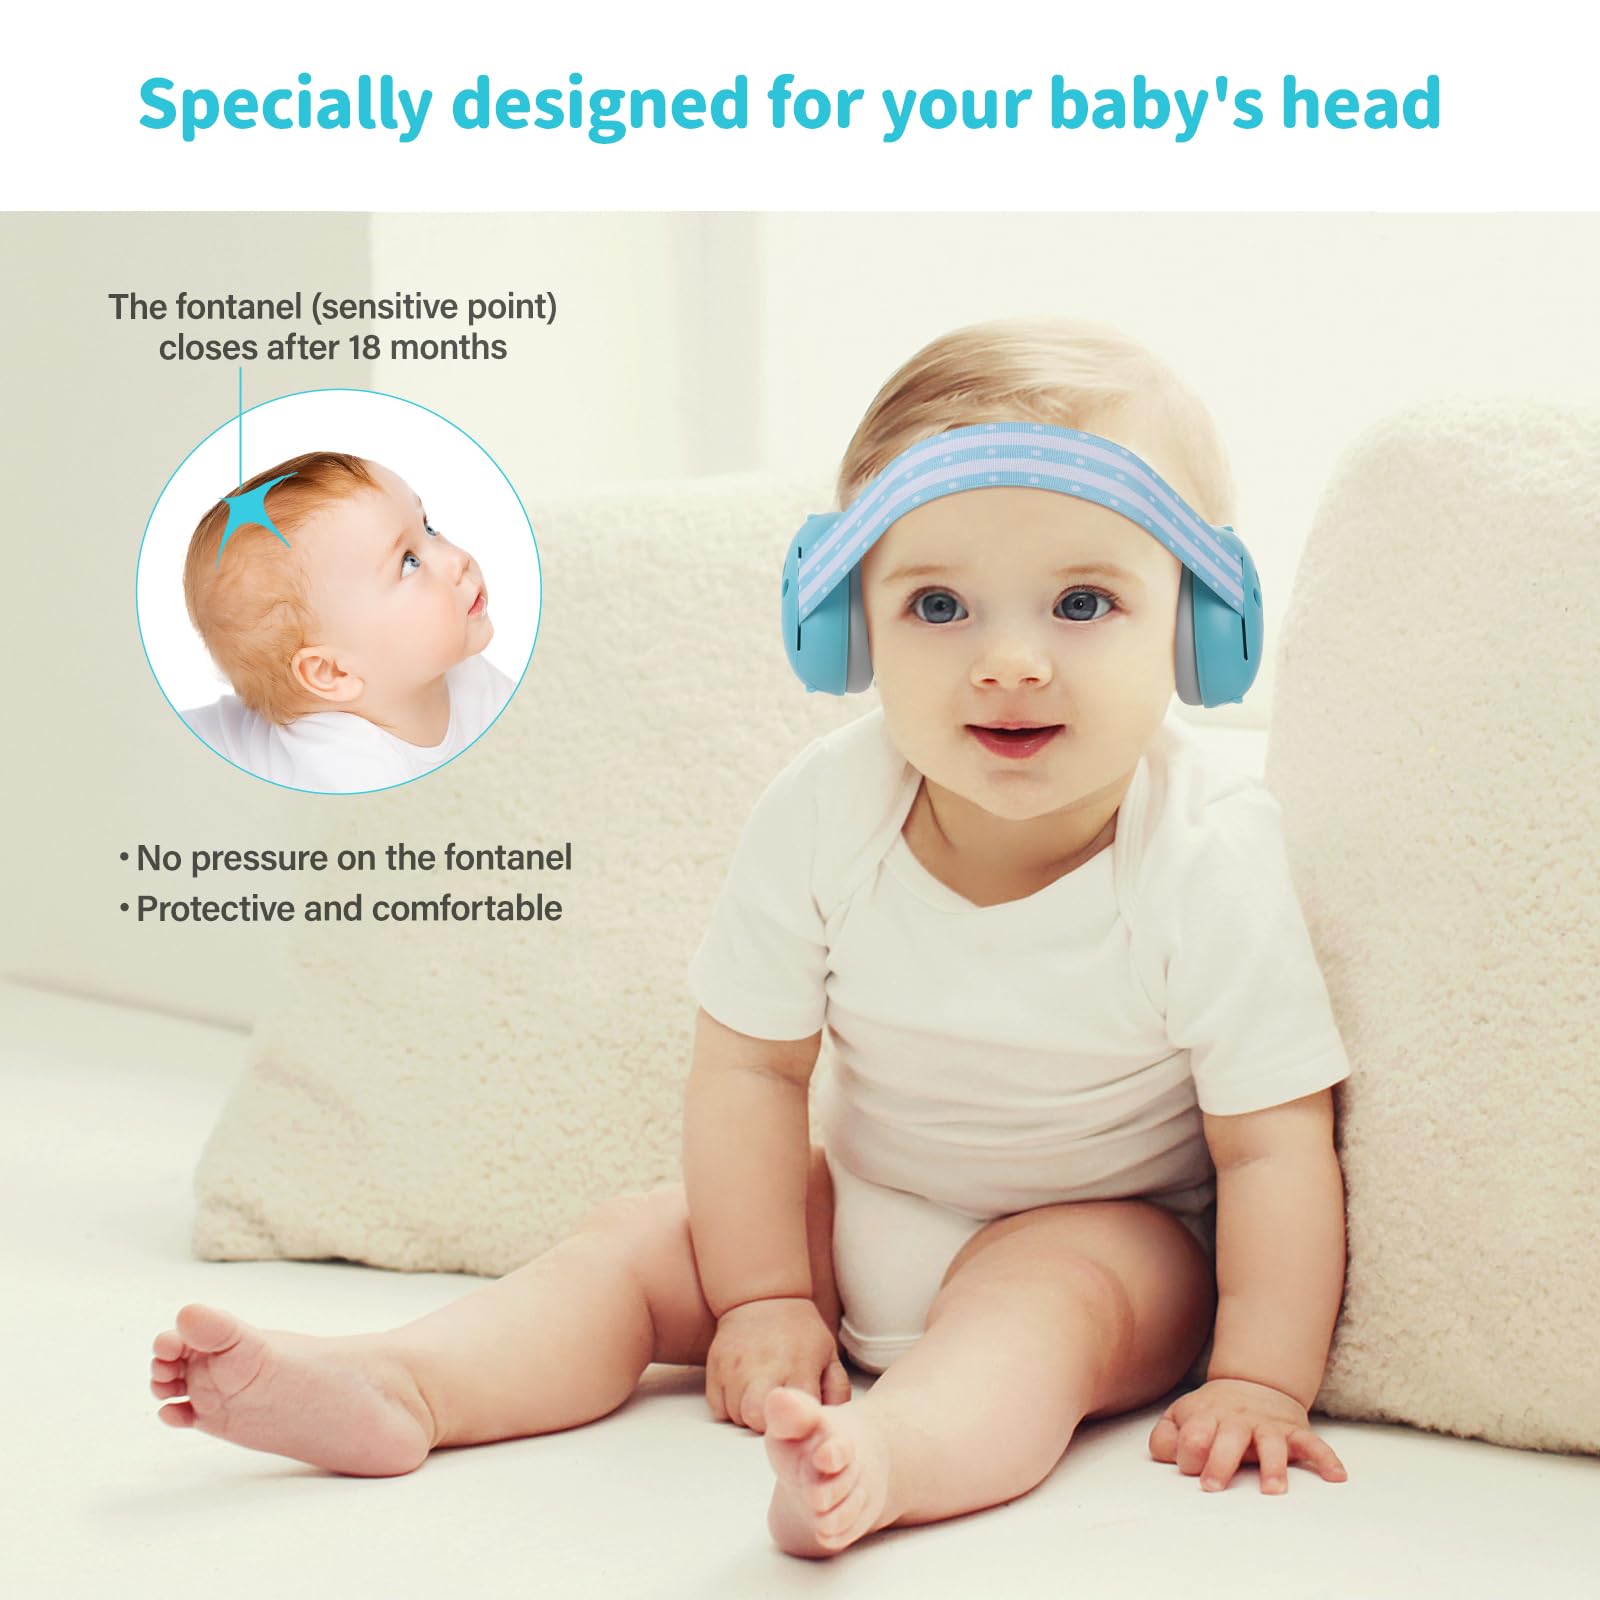 Specially designed for your baby's head
The fontanel (sensitive point)
closes after 18 months
• No pressure on the fontanel
• Protective and comfortable